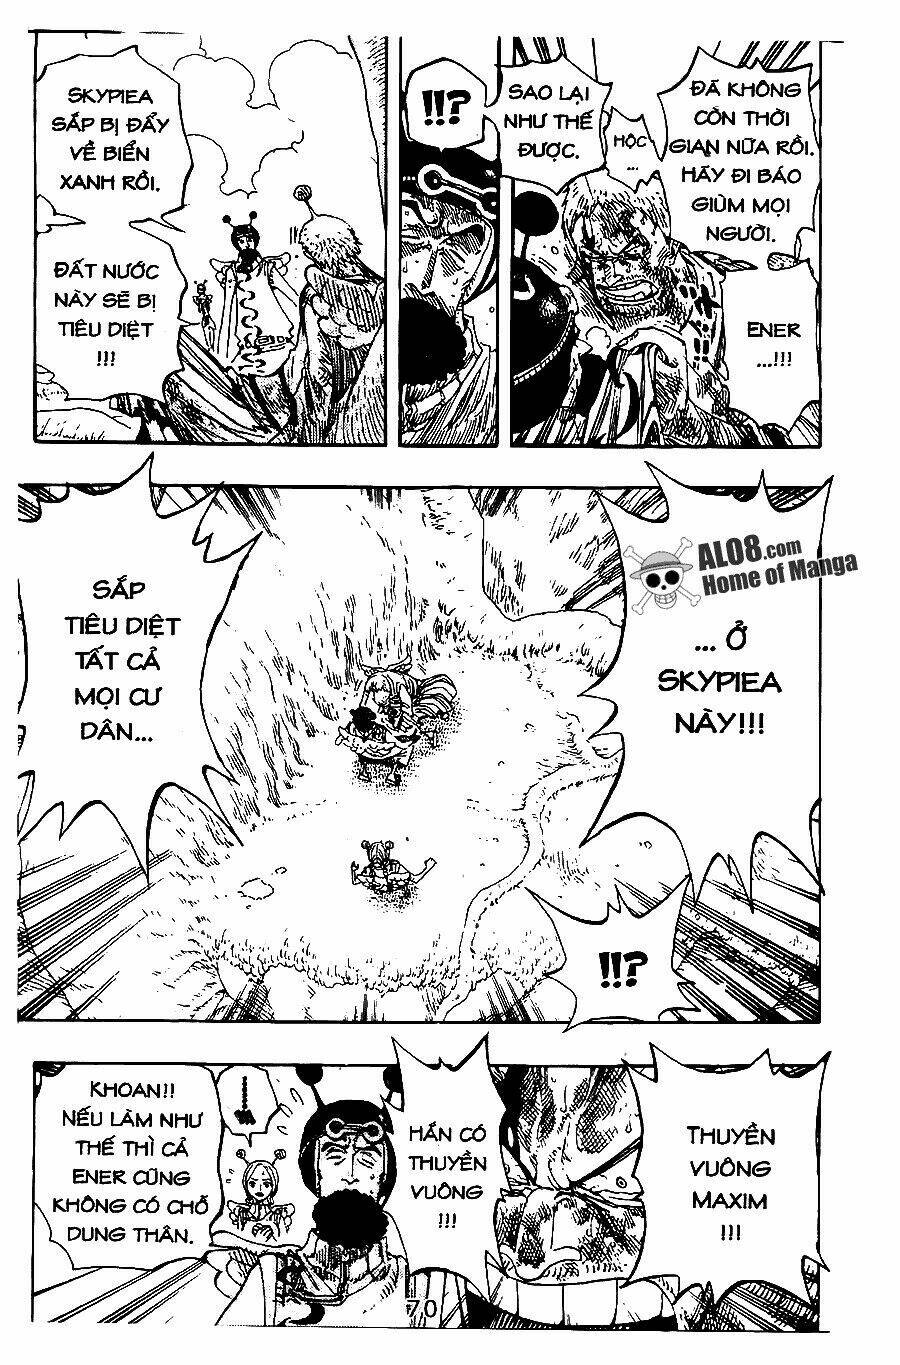 ĐÃ KHÔNG
CÒN THỜI
GIAN NỮA RỒI.
HÃY ĐI BÁO
GIÙM MỌI
NGƯỜI.
HỘC
...
ENER
...!!!
SAO LẠI
NHƯ THẾ
ĐƯỢC.
!!?
SKYPIEA
SẮP BỊ ĐẨY
VỀ BIỂN
XANH RỒI.
ĐẤT NƯỚC
NÀY SẼ BỊ
TIÊU DIỆT
!!!
SẮP
TIÊU DIỆT
TẤT CẢ
MỌI CƯ
DÂN...
AL08.com
Home of Manga
... Ở
SKYPIEA
NÀY!!!
!!?
THUYỀN
VUÔNG
MAXIM
!!!
HẮN CÓ
THUYỀN
VUÔNG
!!!
KHOAN!!
NẾU LÀM NHƯ
THẾ THÌ CẢ
ENER CŨNG
KHÔNG CÓ CHỖ
DUNG THÂN.
70